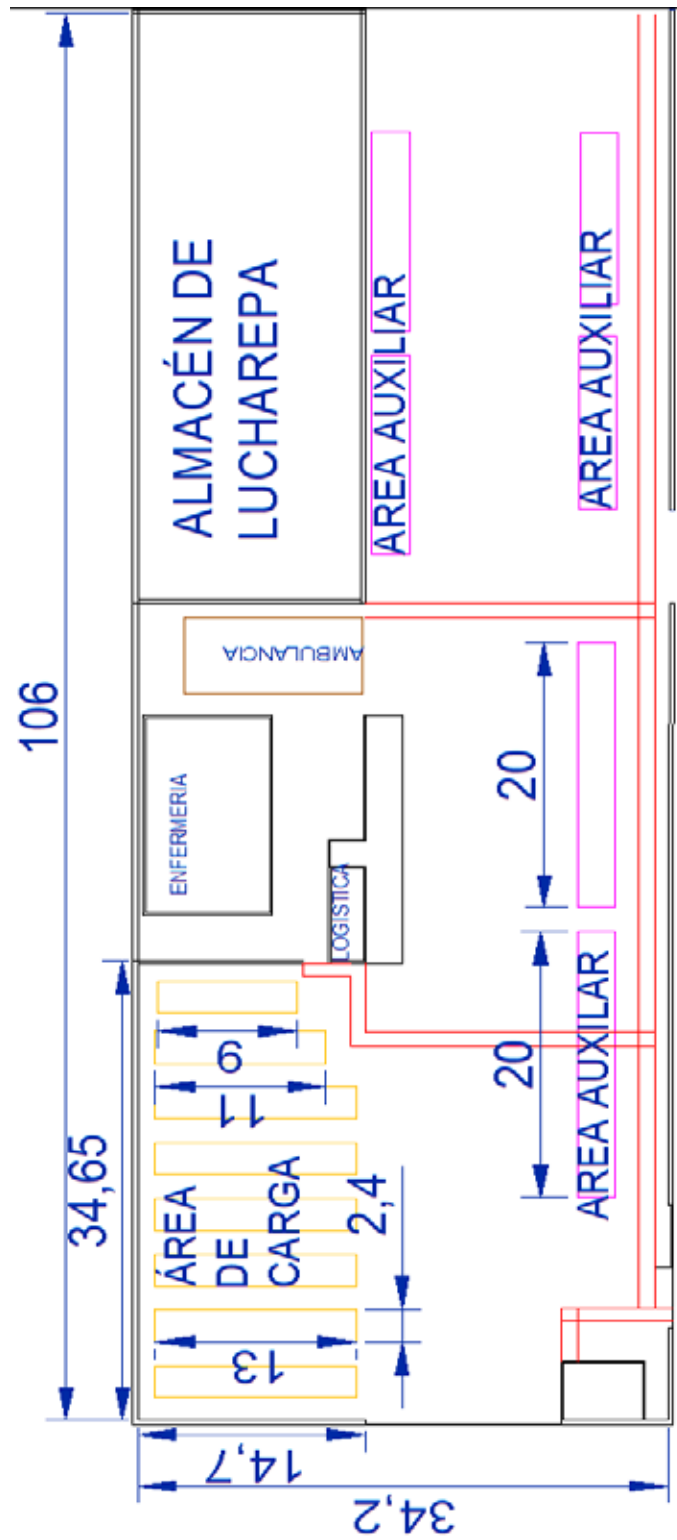 106
34,65
ALMACÉN DE
LUCHAREPA
AREA AUXILIAR
AREA AUXILIAR
AMBULANCIA
ENFERMERIA
LOGISTICA
20
20
AREA AUXILAR
9
11
ÁREA
DE
CARGA
2,4
13
14,7
34,2